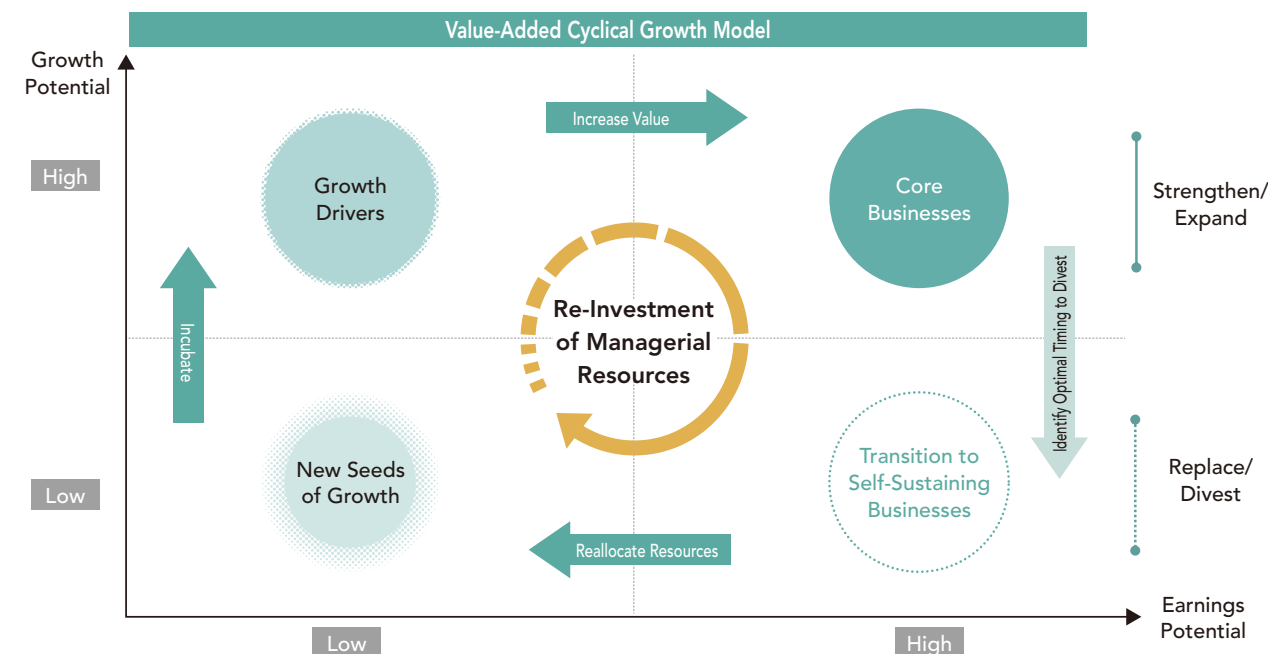 Value-Added Cyclical Growth Model
Growth
Potential
High
Low
Increase Value
Growth
Drivers
Core
Businesses
Strengthen/
Expand
Incubate
Re-Investment
of Managerial
Resources
Identify Optimal Timing to Divest
New Seeds
of Growth
Transition to
Self-Sustaining
Businesses
Replace/
Divest
Reallocate Resources
Earnings
Potential
Low
High